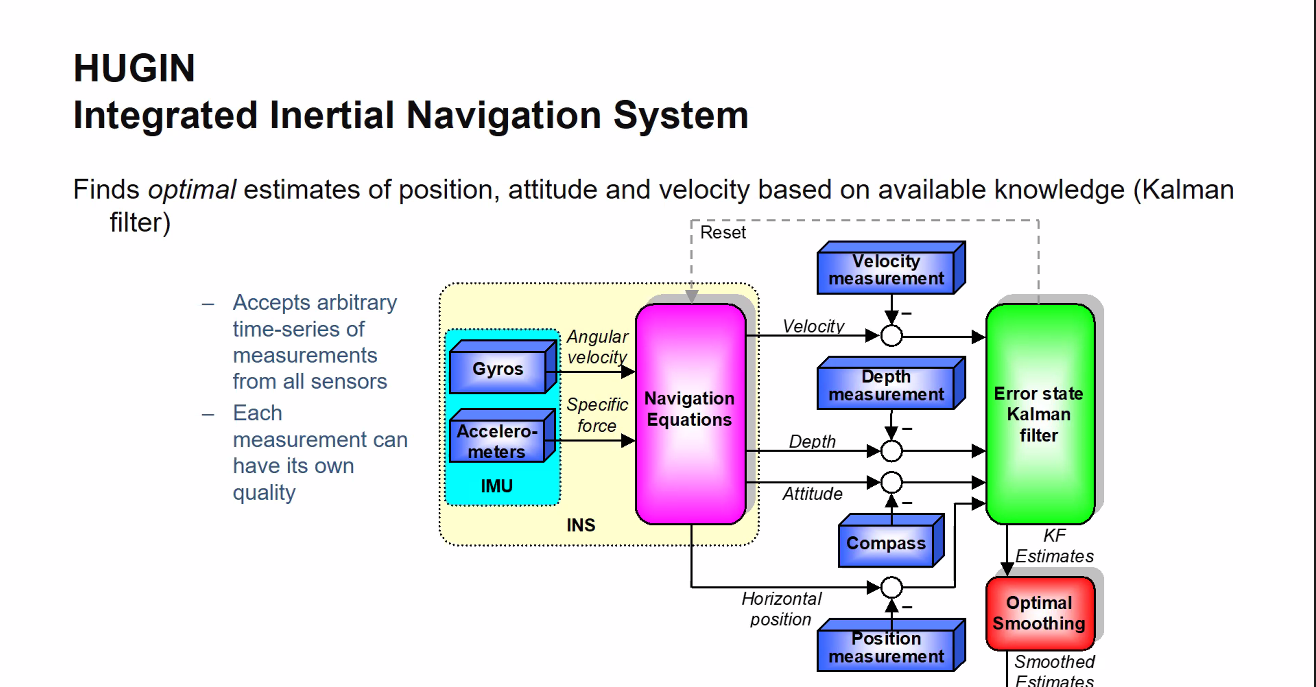 HUGIN
Integrated Inertial Navigation System
Finds optimal estimates of position, attitude and velocity based on available knowledge (Kalman
filter)
– Accepts arbitrary
time-series of
measurements
from all sensors
– Each
measurement can
have its own
quality
Reset
Velocity
measurement
–
Velocity
Angular
velocity
Gyros
Specific
force
Accelero-
meters
IMU
INS
Navigation
Equations
Depth
measurement
–
Depth
Attitude
–
Compass
Error state
Kalman
filter
KF
Estimates
Horizontal
position
–
Position
measurement
Optimal
Smoothing
Smoothed
Estimates